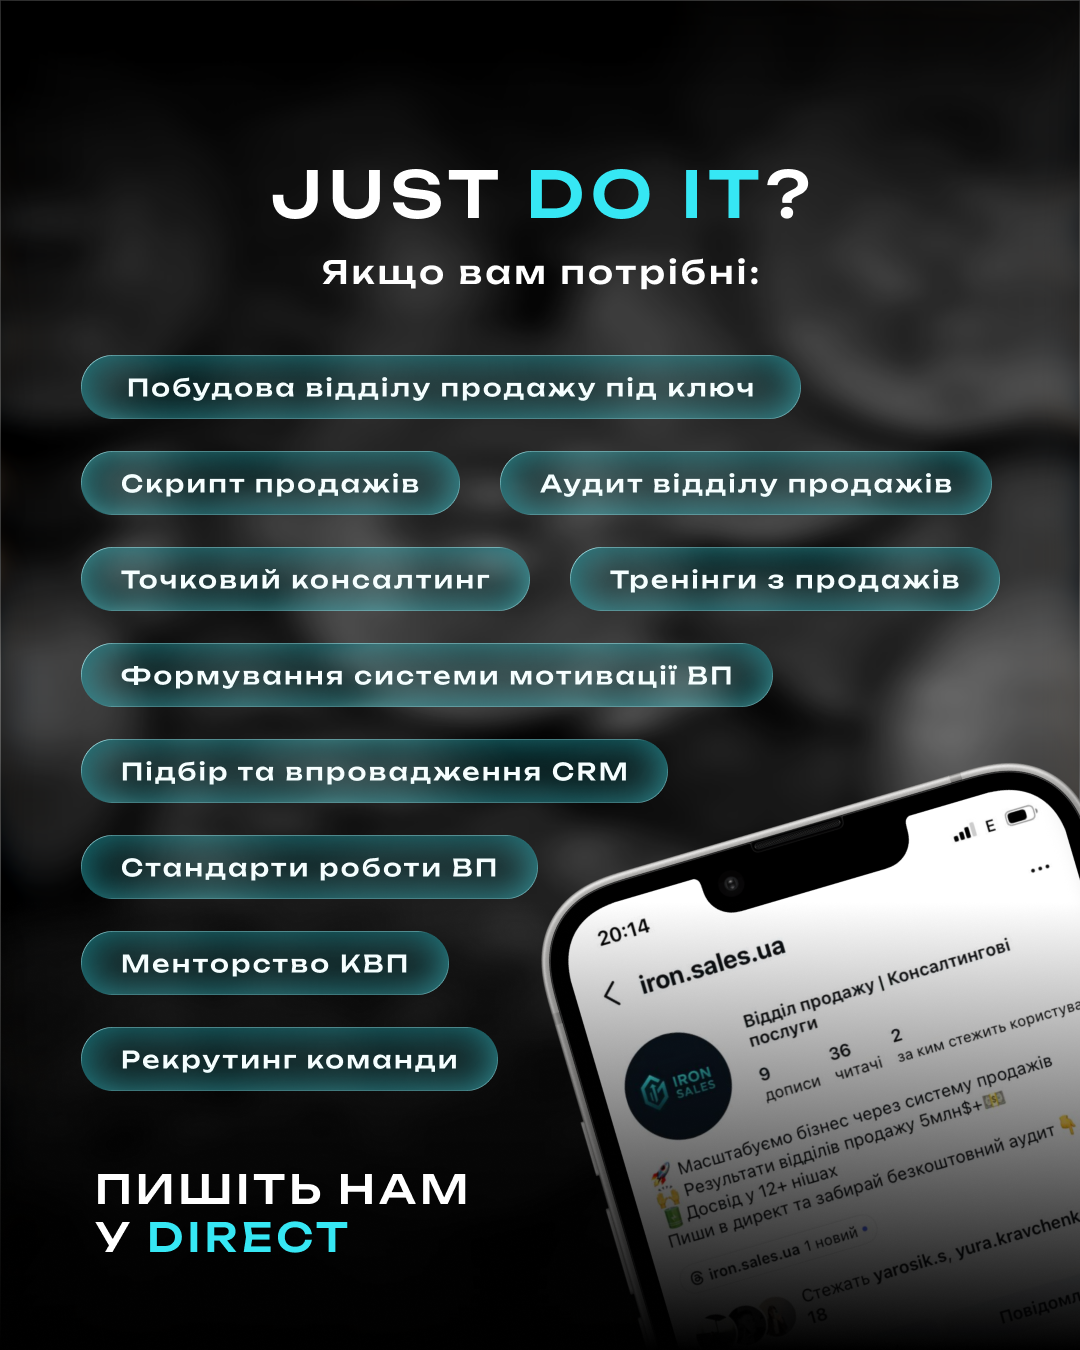 JUST DO IT?
Якщо вам потрібні:
Побудова відділу продажу під ключ
Скрипт продажів
Аудит відділу продажів
Точковий консалтинг
Тренінги з продажів
Формування системи мотивації ВП
Підбір та впровадження CRM
Стандарти роботи ВП
Менторство КВП
Рекрутинг команди
ПИШІТЬ НАМ
У DIRECT
20:14
E
iron.sales.ua
IRON
SALES
Відділ продажу | Консалтингові
послуги
9
дописи
36
читачі
2
за ким стежить користува
🚀 Масштабуємо бізнес через систему продажів
🙌 Результати відділів продажу 5млн$+💸
🔋 Досвід у 12+ нішах
Пиши в директ та забирай безкоштовний аудит 👇
iron.sales.ua 1 новий
Стежать yarosik.s, yura.kravchenk
18
Повідомл